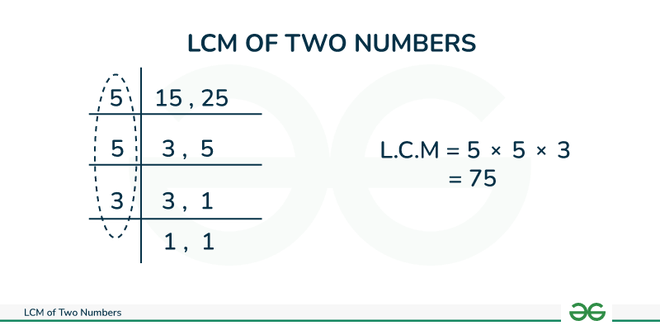 LCM OF TWO NUMBERS
5 15 , 25
5 3 , 5
3 3 , 1
1 , 1
L.C.M = 5 × 5 × 3
= 75
LCM of Two Numbers